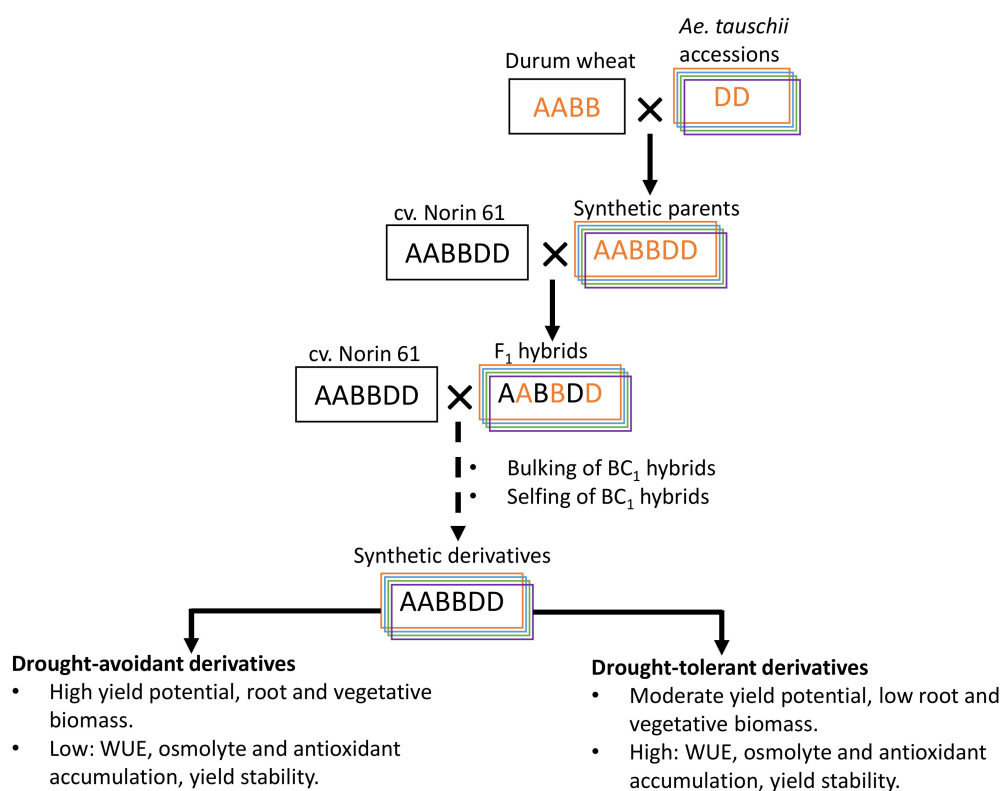 Ae. tauschii
accessions
Durum wheat
AABB
DD
cv. Norin 61
Synthetic parents
AABBDD
AABBDD
cv. Norin 61
F1 hybrids
AABBDD
AABBDD
• Bulking of BC1 hybrids
• Selfing of BC1 hybrids
Synthetic derivatives
AABBDD
Drought-avoidant derivatives
• High yield potential, root and vegetative
biomass.
• Low: WUE, osmolyte and antioxidant
accumulation, yield stability.
Drought-tolerant derivatives
• Moderate yield potential, low root and
vegetative biomass.
• High: WUE, osmolyte and antioxidant
accumulation, yield stability.